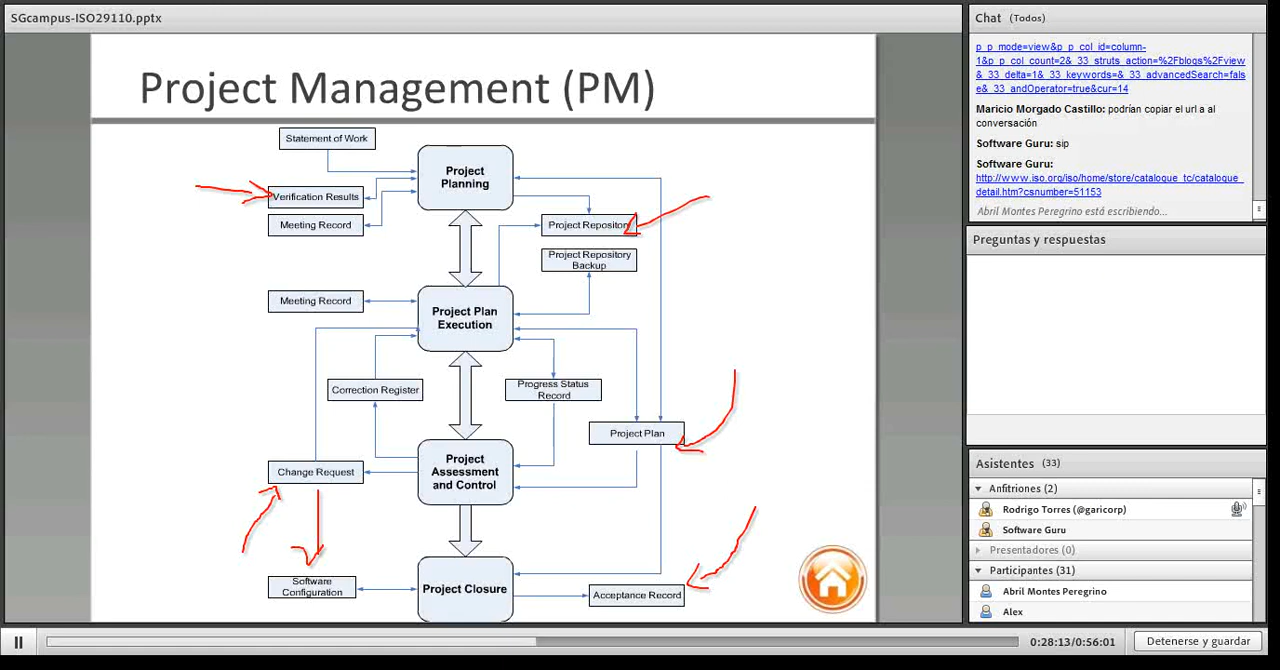 SGcampus-ISO29110.pptx
Project Management (PM)
Statement of Work
Project
Planning
Verification Results
Meeting Record
Project Repository
Project Repository
Backup
Meeting Record
Project Plan
Execution
Correction Register
Progress Status
Record
Project Plan
Project
Assessment
and Control
Change Request
Software
Configuration
Project Closure
Acceptance Record
Chat (Todos)
p_p_mode=view&p_p_col_id=column-
1&p_p_col_count=2&_33_struts_action=%2Fblogs%2Fview
&_33_delta=1&_33_keywords=&_33_advancedSearch=fals
e&_33_andOperator=true&cur=14
Maricio Morgado Castillo: podrían copiar el url a al
conversación
Software Guru: sip
Software Guru:
http://www.iso.org/iso/home/store/catalogue_tc/catalogue_
detail.htm?csnumber=51153
Abril Montes Peregrino está escribiendo...
Preguntas y respuestas
Asistentes (33)
Anfitriones (2)
Rodrigo Torres (@garicorp)
Software Guru
Presentadores (0)
Participantes (31)
Abril Montes Peregrino
Alex
0:28:13/0:56:01
Detenerse y guardar